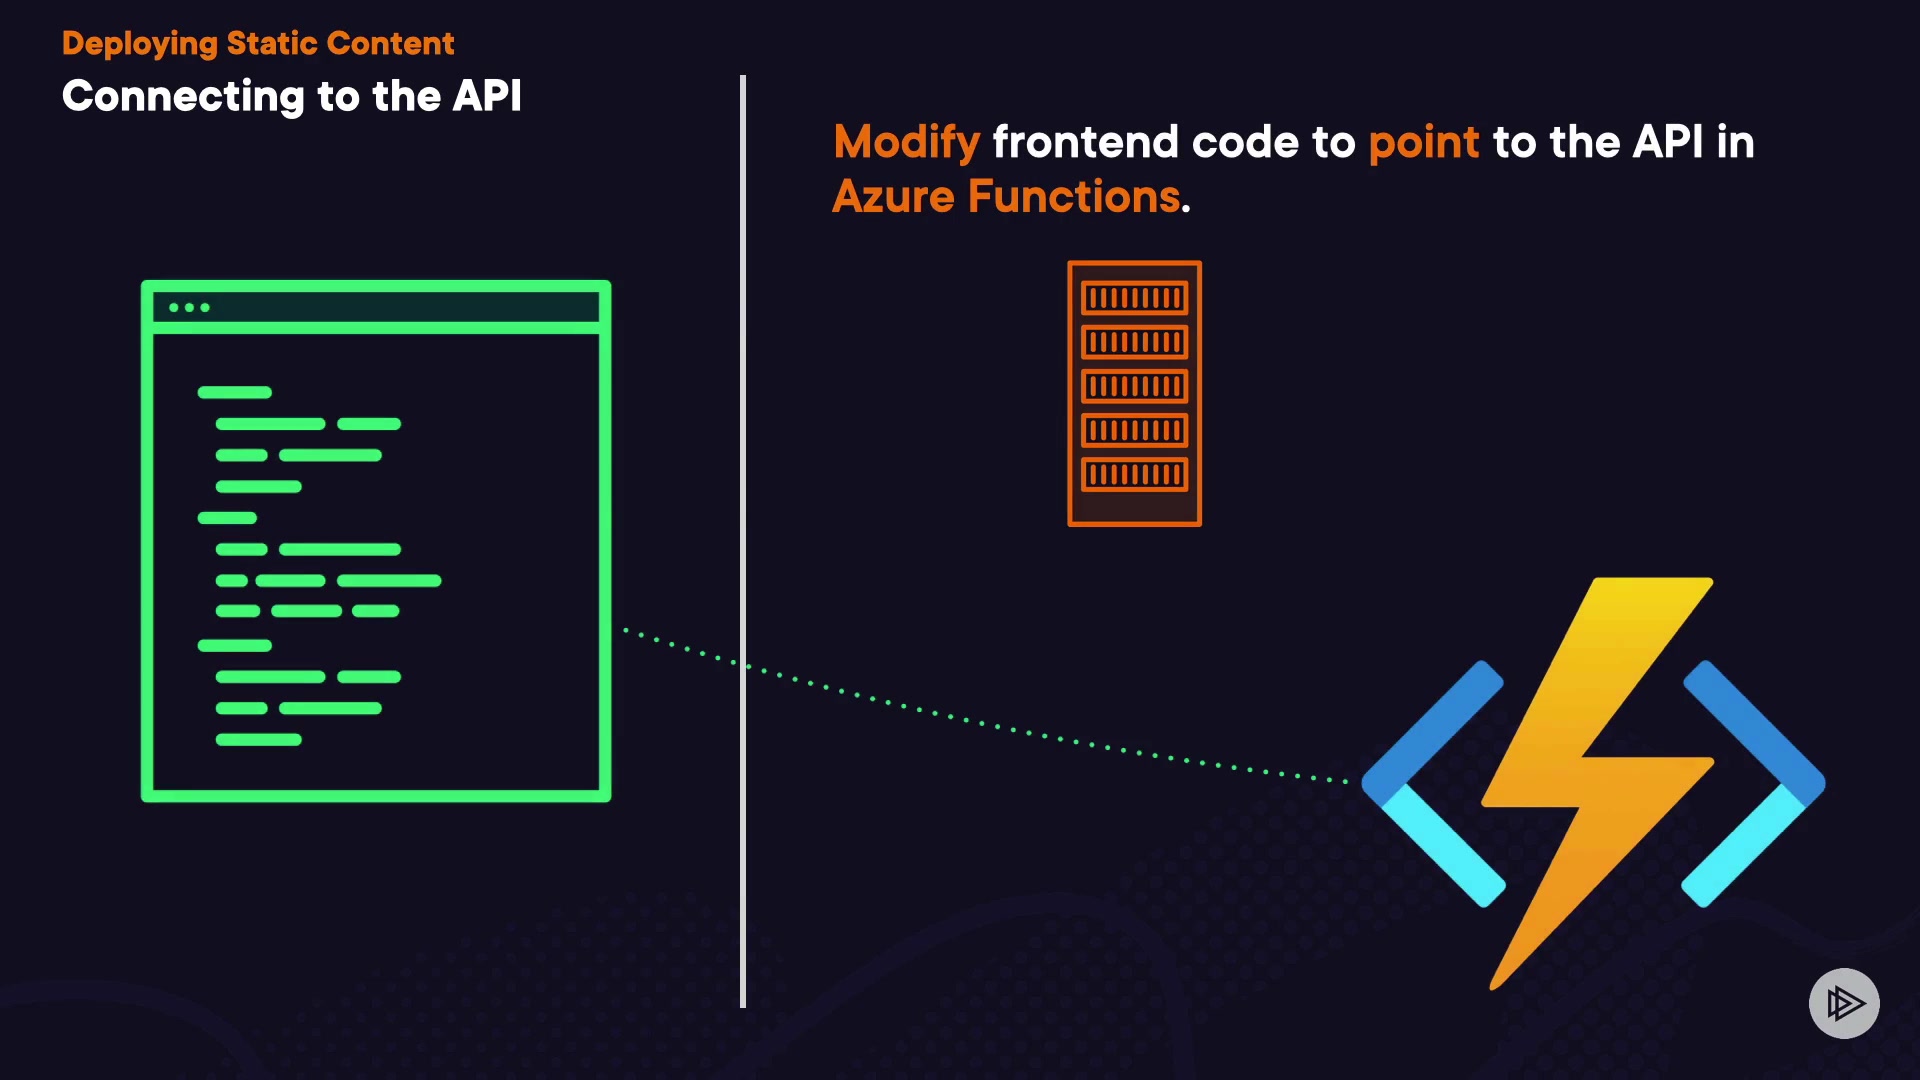 Deploying Static Content
Connecting to the API
Modify frontend code to point to the API in
Azure Functions.